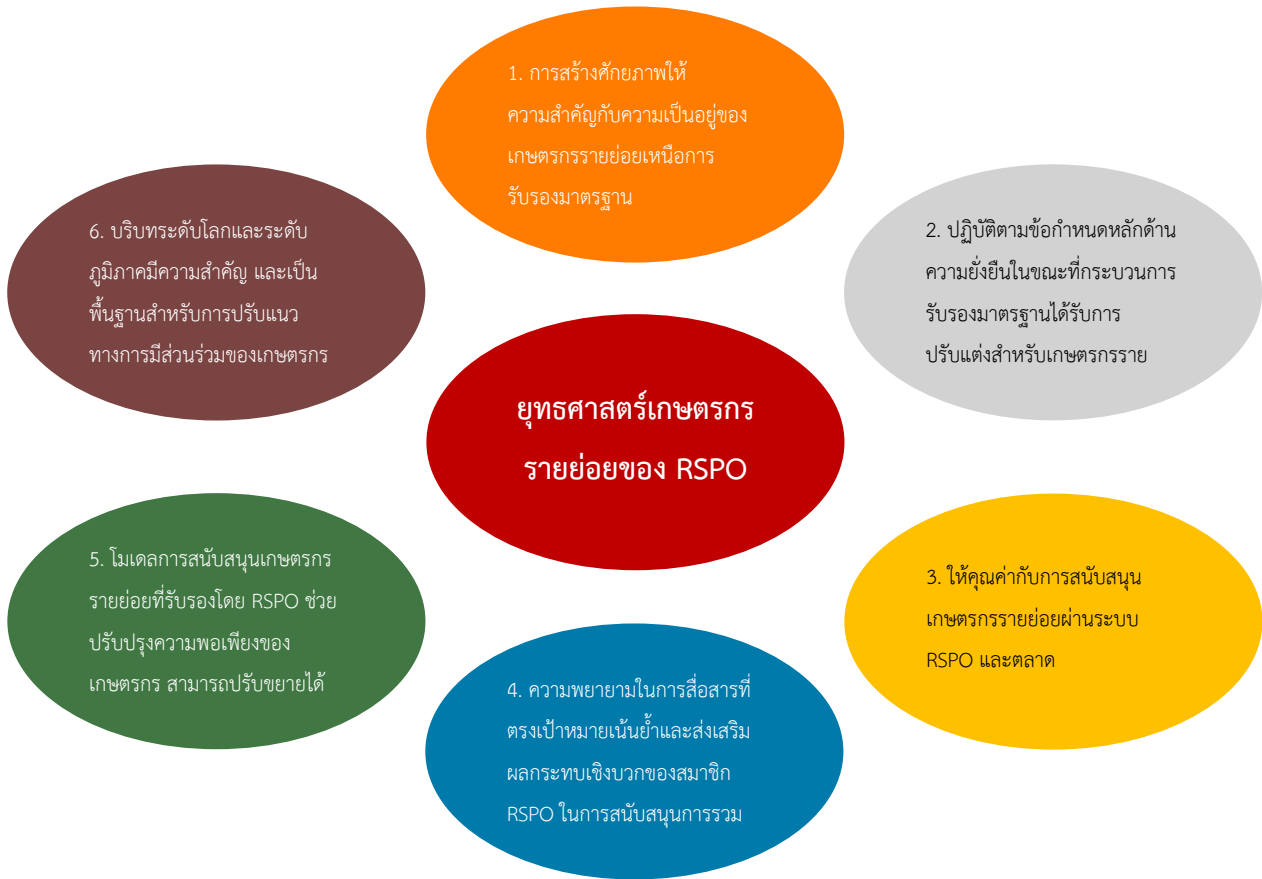 1. การสร้างศักยภาพให้
ความสำคัญกับความเป็นอยู่ของ
เกษตรกรรายย่อยเหนือการ
รับรองมาตรฐาน
2. ปฏิบัติตามข้อกำหนดหลักด้าน
ความยั่งยืนในขณะที่กระบวนการ
รับรองมาตรฐานได้รับการ
ปรับแต่งสำหรับเกษตรกรราย
3. ให้คุณค่ากับการสนับสนุน
เกษตรกรรายย่อยผ่านระบบ
RSPO และตลาด
4. ความพยายามในการสื่อสารที่
ตรงเป้าหมายเน้นย้ำและส่งเสริม
ผลกระทบเชิงบวกของสมาชิก
RSPO ในการสนับสนุนการรวม
5. โมเดลการสนับสนุนเกษตรกร
รายย่อยที่รับรองโดย RSPO ช่วย
ปรับปรุงความพอเพียงของ
เกษตรกร สามารถปรับขยายได้
6. บริบทระดับโลกและระดับ
ภูมิภาคมีความสำคัญ และเป็น
พื้นฐานสำหรับการปรับแนว
ทางการมีส่วนร่วมของเกษตรกร
ยุทธศาสตร์เกษตรกร
รายย่อยของ RSPO